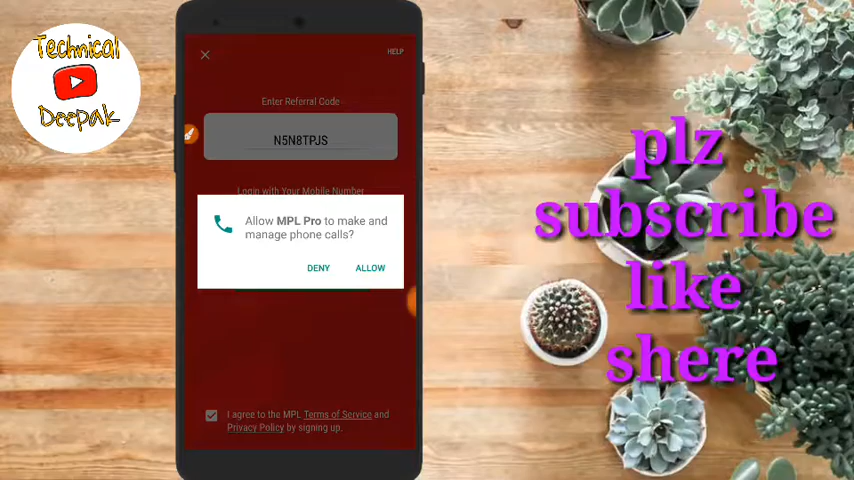 Technical
Deepak
HELP
Enter Referral Code
N5N8TPJS
Login with Your Mobile Number
Allow MPL Pro to make and
manage phone calls?
DENY
ALLOW
I agree to the MPL Terms of Service and
Privacy Policy by signing up.
plz
subscribe
like
shere